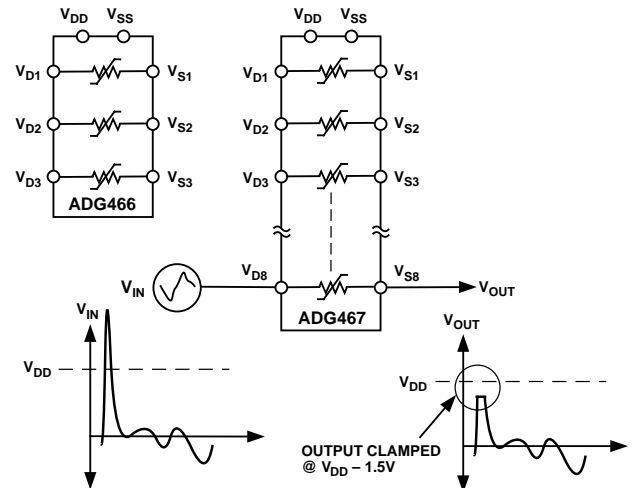 VDD VSS
VD1 VS1
VD2 VS2
VD3 VS3
ADG466
VDD VSS
VD1 VS1
VD2 VS2
VD3 VS3
VIN VD8 VS8 VOUT
ADG467
VIN
VDD
VOUT
VDD
OUTPUT CLAMPED
@ VDD – 1.5V